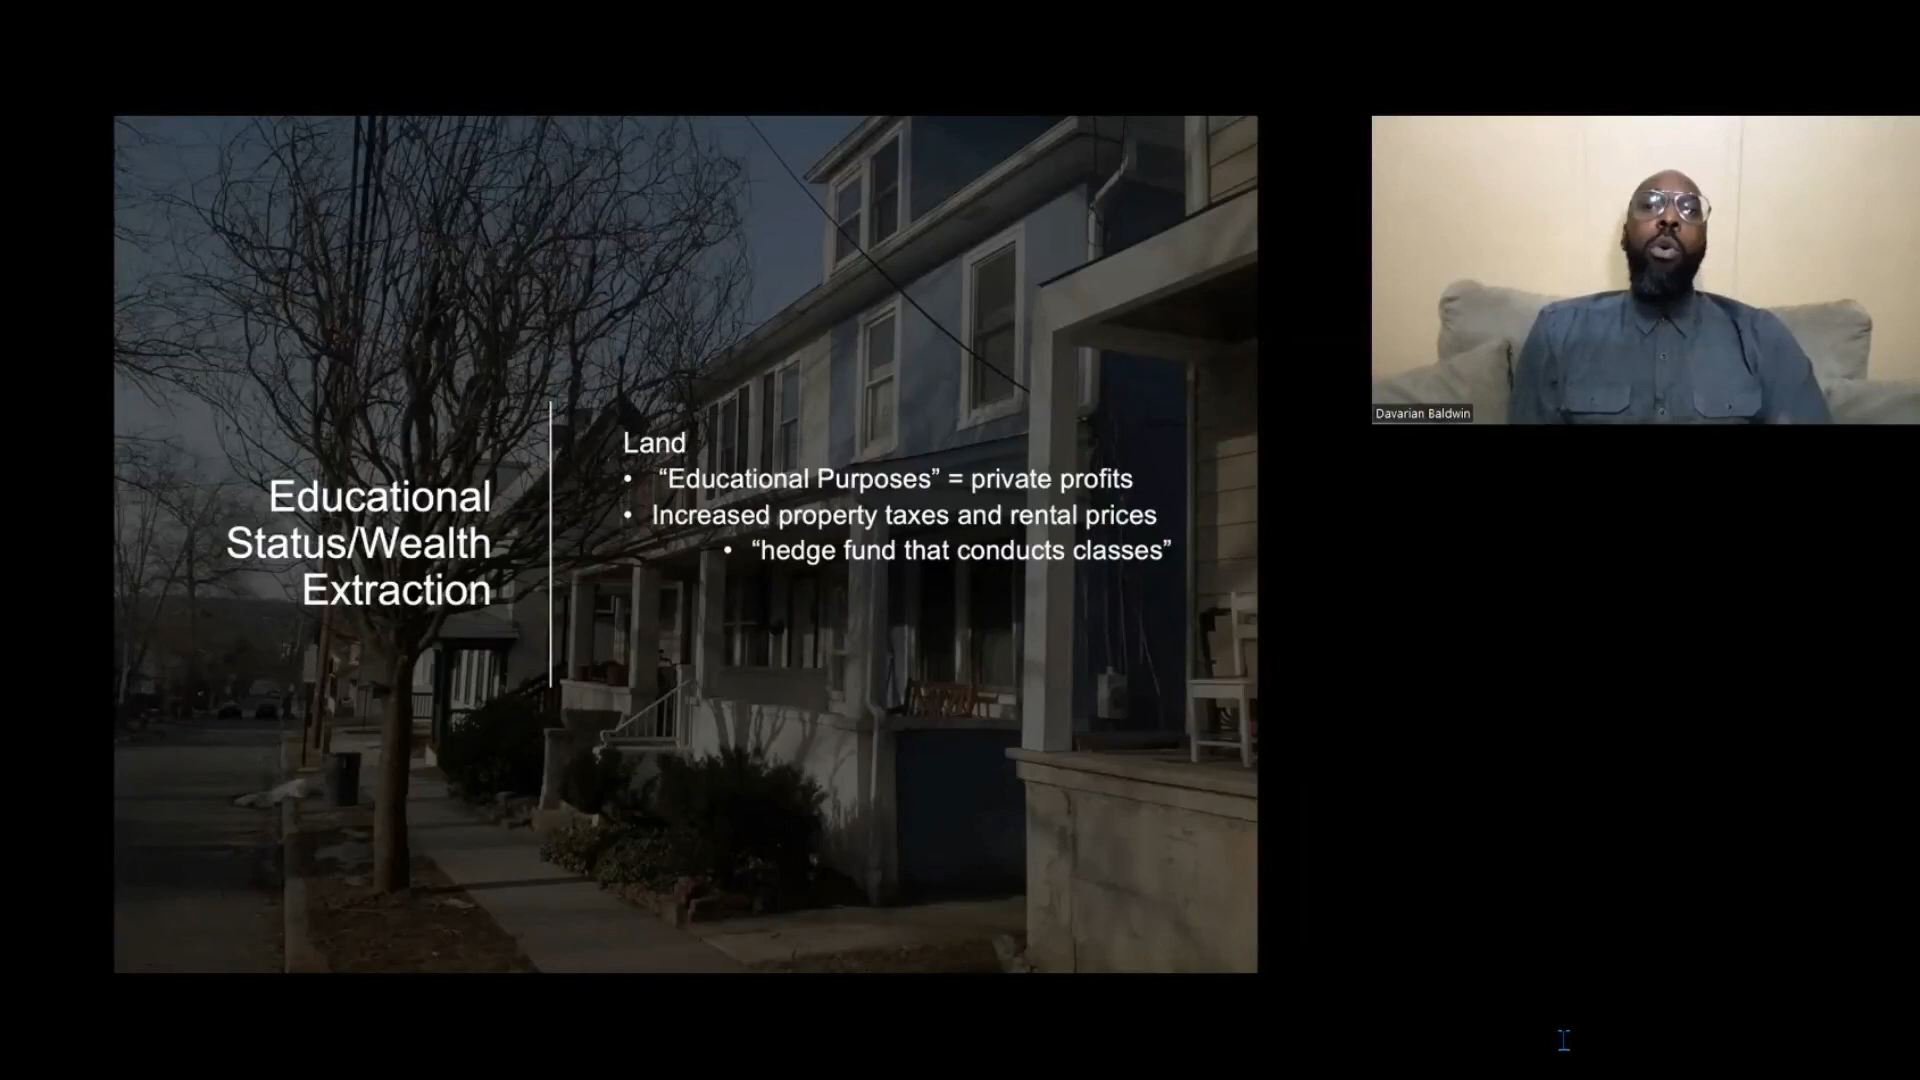 Educational
Status/Wealth
Extraction
Land
• “Educational Purposes” = private profits
• Increased property taxes and rental prices
• “hedge fund that conducts classes”
Davarian Baldwin